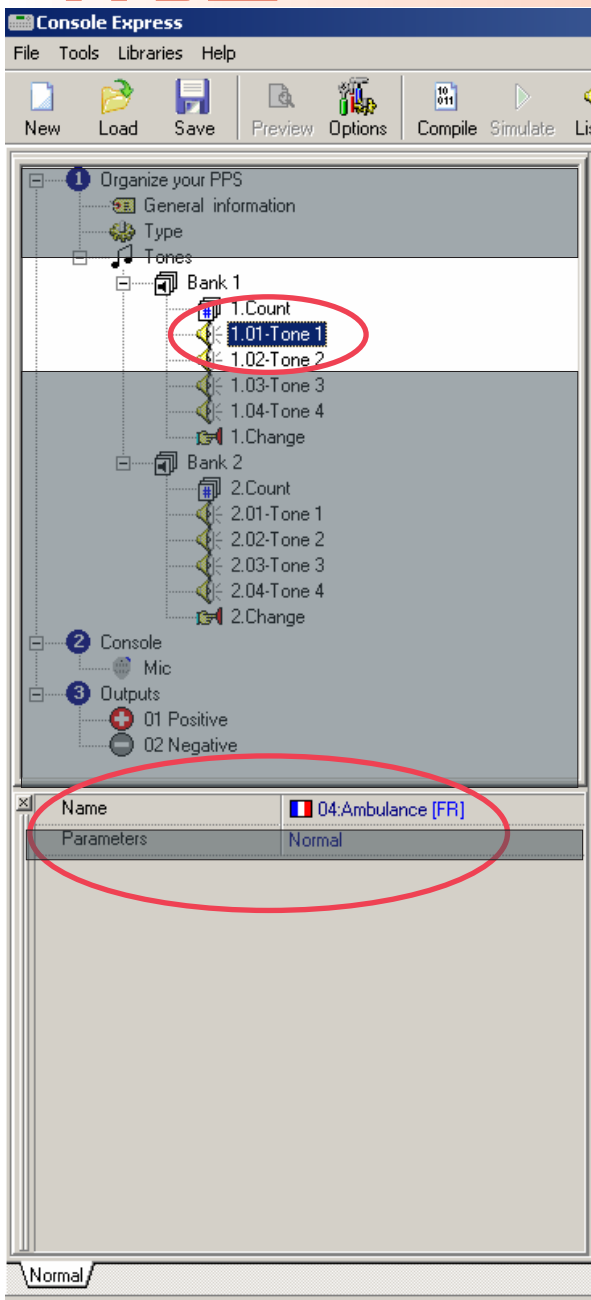 Console Express
File Tools Libraries Help
New Load Save Preview Options Compile Simulate
1 Organize your PPS
General information
Type
Tones
Bank 1
1.Count
1.01-Tone 1
1.02-Tone 2
1.03-Tone 3
1.04-Tone 4
1.Change
Bank 2
2.Count
2.01-Tone 1
2.02-Tone 2
2.03-Tone 3
2.04-Tone 4
2.Change
2 Console
Mic
3 Outputs
01 Positive
02 Negative
Name 04:Ambulance [FR]
Parameters Normal
Normal